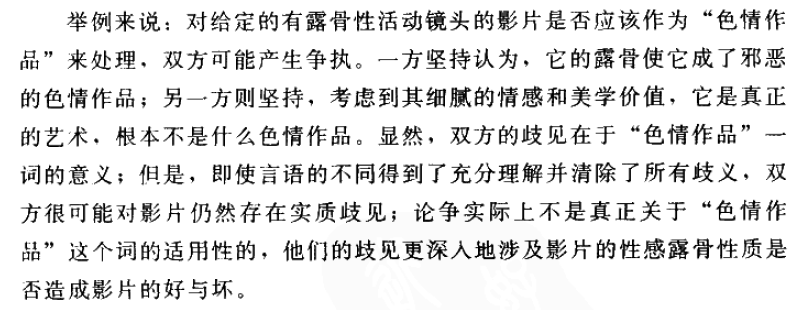 举例来说：对给定的有露骨性活动镜头的影片是否应该作为“色情作
品”来处理，双方可能产生争执。一方坚持认为，它的露骨使它成了邪恶
的色情作品；另一方则坚持，考虑到其细腻的情感和美学价值，它是真正
的艺术，根本不是什么色情作品。显然，双方的歧见在于“色情作品”一
词的意义；但是，即使言语的不同得到了充分理解并清除了所有歧义，双
方很可能对影片仍然存在实质歧见；论争实际上不是真正关于“色情作
品”这个词的适用性的，他们的歧见更深入地涉及影片的性感露骨性质是
否造成影片的好与坏。